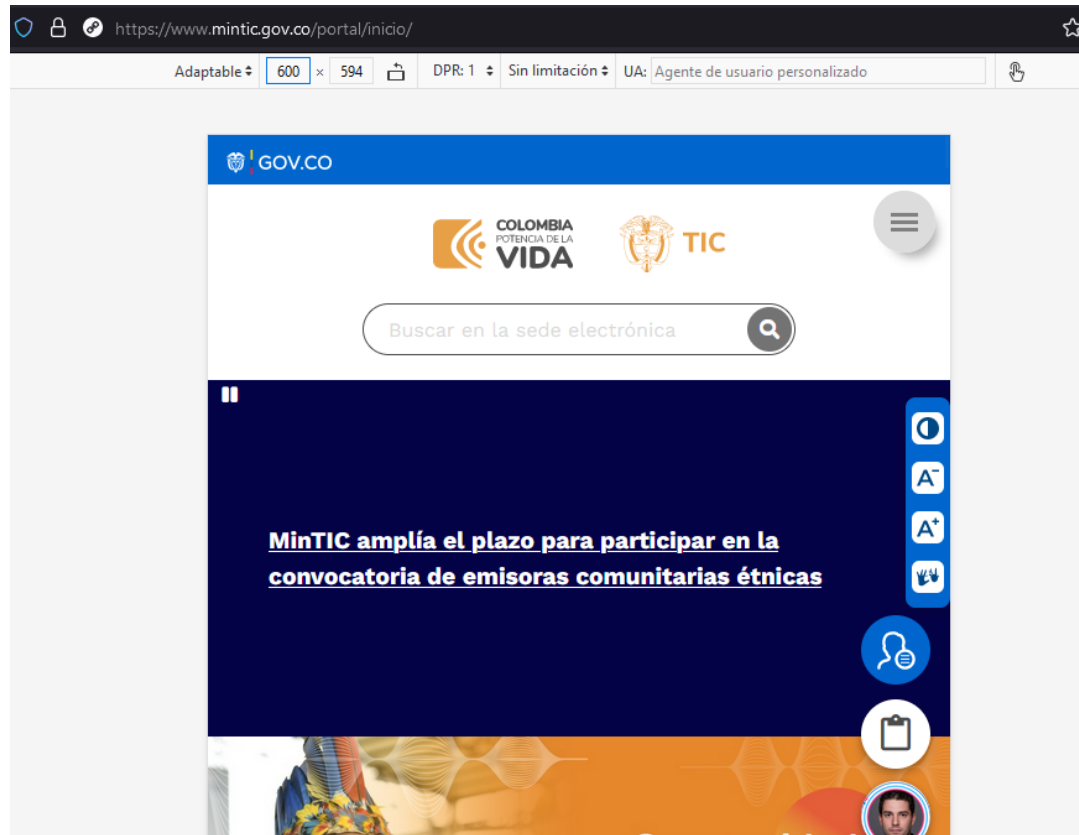 https://www.mintic.gov.co/portal/inicio/
Adaptable 600 × 594 DPR: 1 Sin limitación UA: Agente de usuario personalizado
GOV.CO
COLOMBIA
POTENCIA DE LA
VIDA
TIC
Buscar en la sede electrónica
A-
A+
MinTIC amplía el plazo para participar en la
convocatoria de emisoras comunitarias étnicas